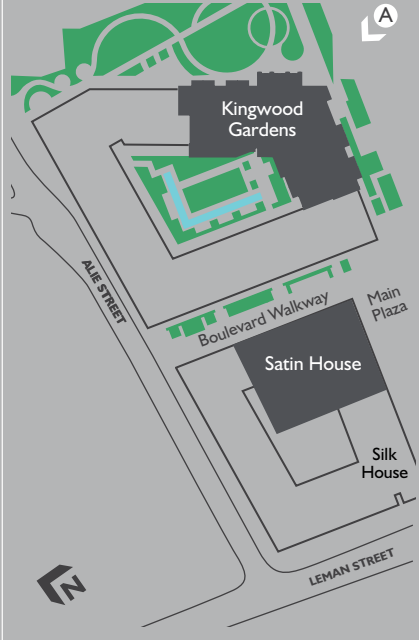 A
Kingwood
Gardens
ALIE STREET
Boulevard Walkway
Main
Plaza
Satin House
Silk
House
LEMAN STREET
N